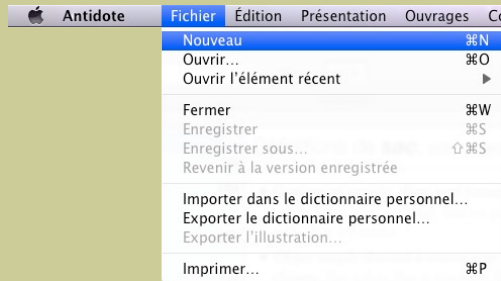 Antidote Fichier Édition Présentation Ouvrages
Nouveau ⌘N
Ouvrir... ⌘O
Ouvrir l'élément récent ▶
Fermer ⌘W
Enregistrer ⌘S
Enregistrer sous... ⇧⌘S
Revenir à la version enregistrée
Importer dans le dictionnaire personnel...
Exporter le dictionnaire personnel...
Exporter l'illustration...
Imprimer... ⌘P